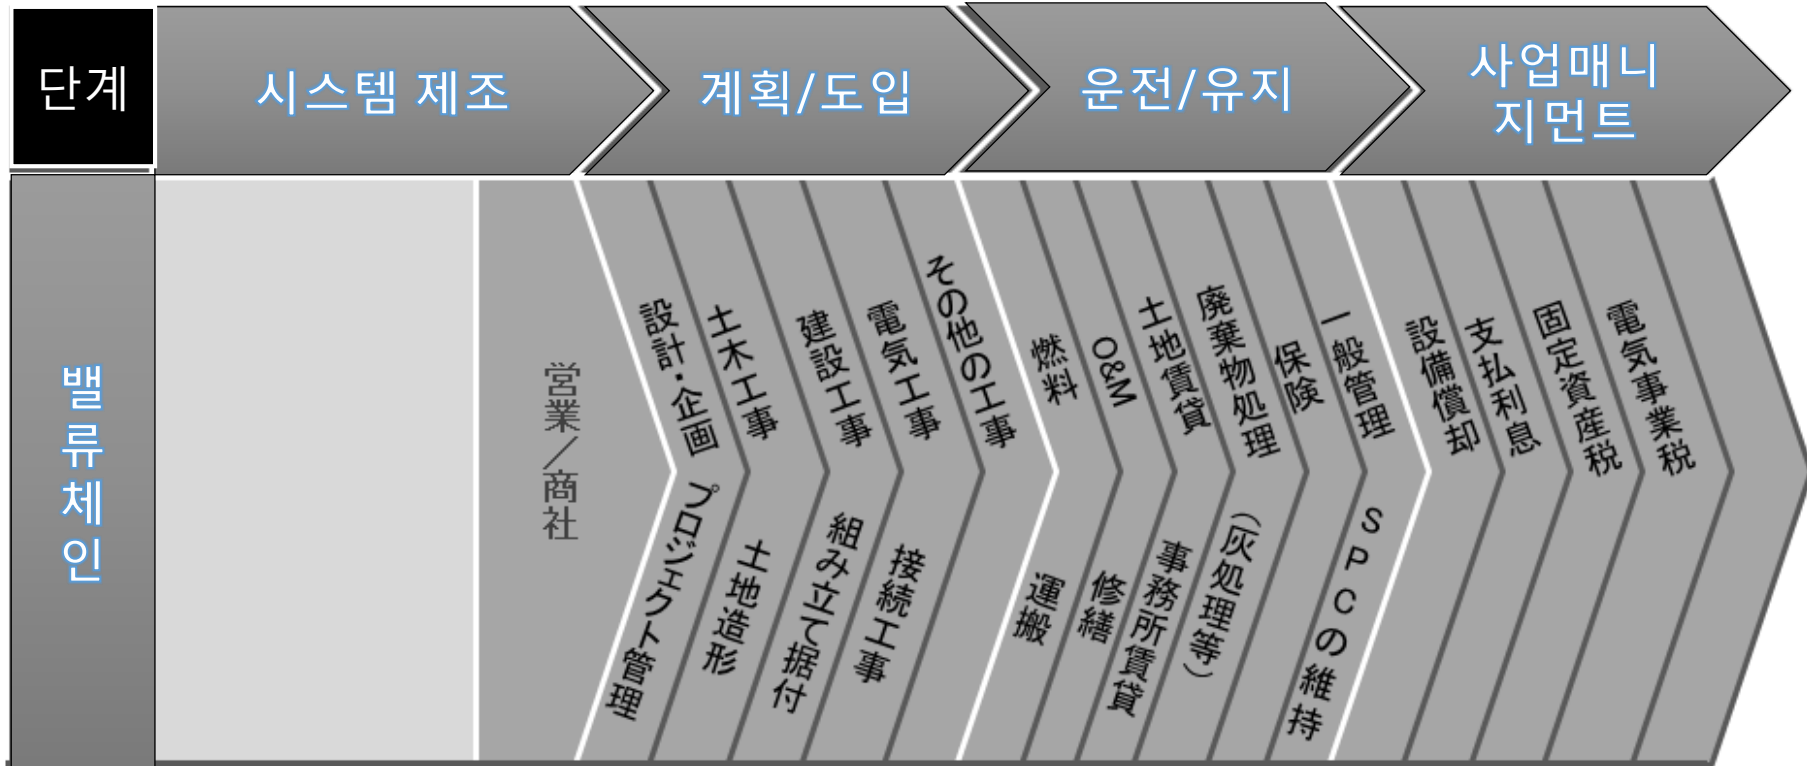 단계
시스템 제조
계획/도입
운전/유지
사업매니
지먼트
밸류체인
営業/商社
設計・企画
プロジェクト管理
土木工事
土地造形
建設工事
組み立て据付
電気工事
接続工事
その他の工事
燃料
運搬
O&M
修繕
土地賃貸
事務所賃貸
廃棄物処理
（灰処理等）
保険
一般管理
SPCの維持
設備償却
支払利息
固定資産税
電気事業税